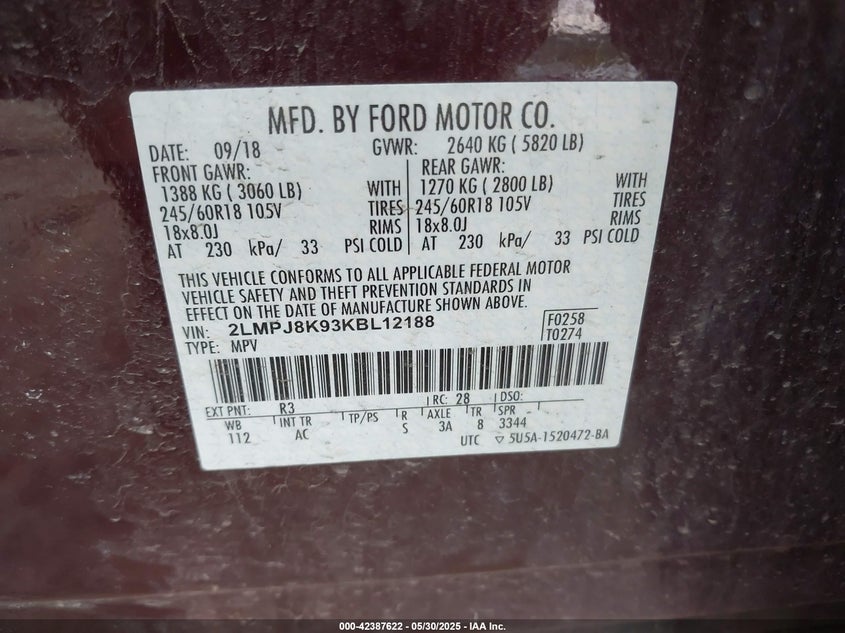 MFD. BY FORD MOTOR CO.
DATE: 09/18 GVWR: 2640 KG ( 5820 LB)
FRONT GAWR: REAR GAWR:
1388 KG ( 3060 LB) WITH 1270 KG ( 2800 LB) WITH
245/60R18 105V TIRES 245/60R18 105V TIRES
18x8.0J RIMS 18x8.0J RIMS
AT 230 kPa/ 33 PSI COLD AT 230 kPa/ 33 PSI COLD
THIS VEHICLE CONFORMS TO ALL APPLICABLE FEDERAL MOTOR
VEHICLE SAFETY AND THEFT PREVENTION STANDARDS IN
EFFECT ON THE DATE OF MANUFACTURE SHOWN ABOVE.
VIN: 2LMPJ8K93KBL12188 F0258
TYPE: MPV T0274
EXT PNT: R3 RC: 28 DSO:
WB INT TR TP/PS R AXLE TR SPR
112 AC S 3A 8 3344
UTC ▽ 5U5A-1520472-BA
000-42387622 — 05/30/2025 — IAA, Inc.